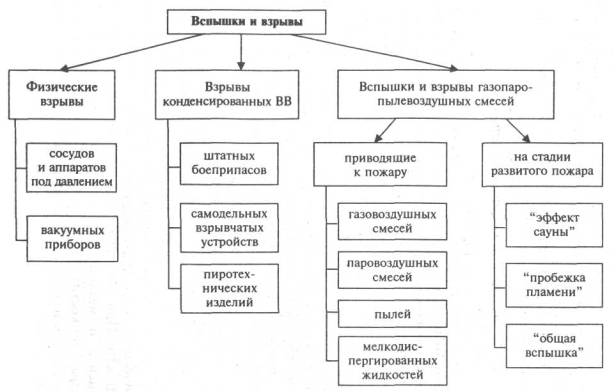 Вспышки и взрывы
Физические
взрывы
Взрывы
конденсированных ВВ
Вспышки и взрывы газопаро-
пылевоздушных смесей
сосудов
и аппаратов
под давлением
вакуумных
приборов
штатных
боеприпасов
самодельных
взрывчатых
устройств
пиротех-
нических
изделий
приводящие
к пожару
газовоздушных
смесей
паровоздушных
смесей
пылей
мелкодис-
пергированных
жидкостей
на стадии
развитого пожара
“эффект
сауны”
“пробежка
пламени”
“общая
вспышка”